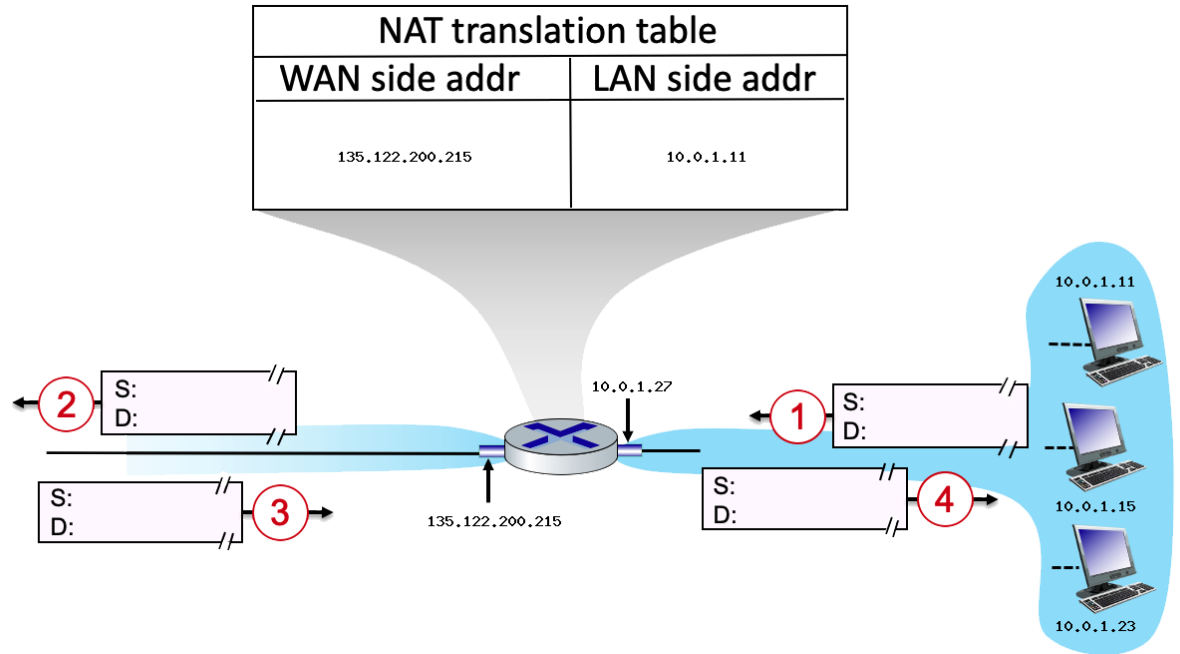 NAT translation table
WAN side addr LAN side addr
135.122.200.215 10.0.1.11
10.0.1.11
10.0.1.27
2
S:
D:
1
S:
D:
S:
D:
3
135.122.200.215
S:
D:
4
10.0.1.15
10.0.1.23